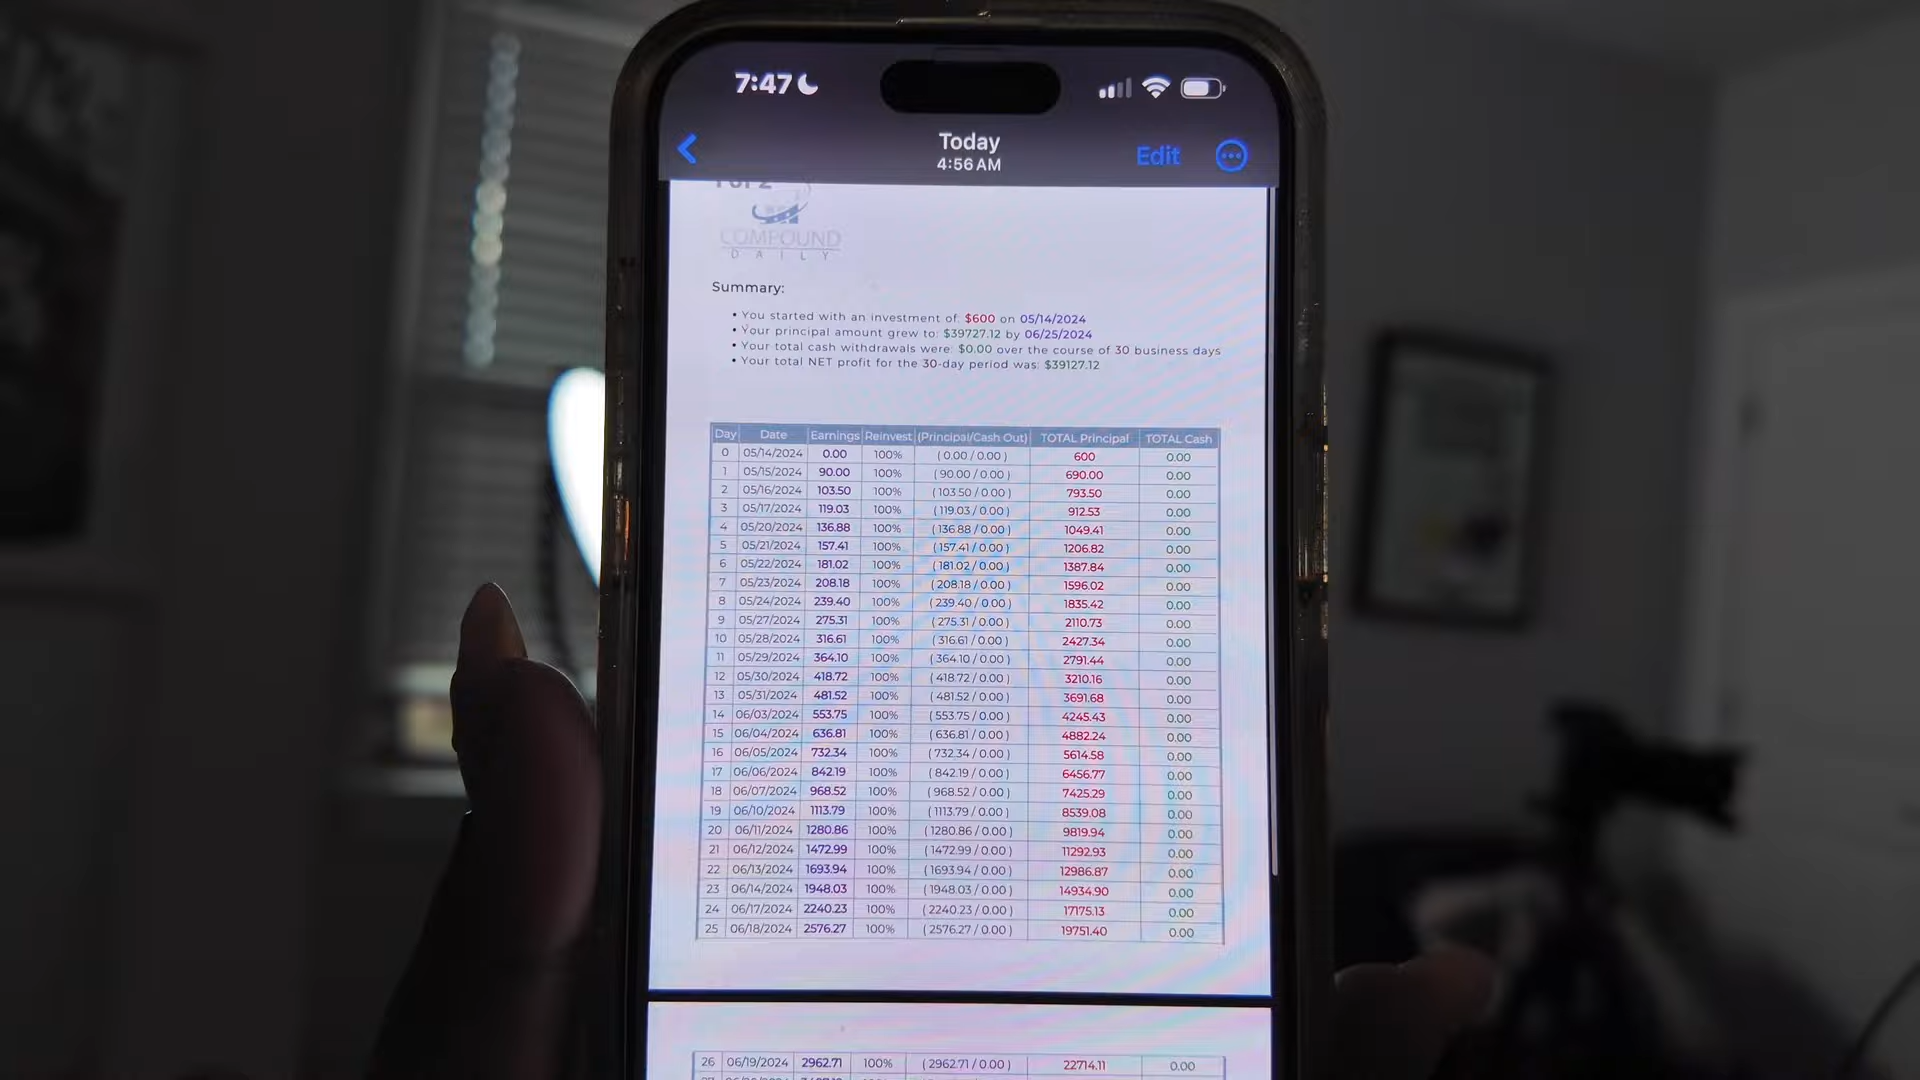 7:47
Today
4:56 AM
Edit
1 of 2
COMPOUND
DAILY
Summary:
• You started with an investment of: $600 on 05/14/2024
• Your principal amount grew to: $39727.12 by 06/25/2024
• Your total cash withdrawals were: $0.00 over the course of 30 business days
• Your total NET profit for the 30-day period was: $39127.12
Day Date Earnings Reinvest (Principal/Cash Out) TOTAL Principal TOTAL Cash
0 05/14/2024 0.00 100% ( 0.00 / 0.00 ) 600 0.00
1 05/15/2024 90.00 100% ( 90.00 / 0.00 ) 690.00 0.00
2 05/16/2024 103.50 100% ( 103.50 / 0.00 ) 793.50 0.00
3 05/17/2024 119.03 100% ( 119.03 / 0.00 ) 912.53 0.00
4 05/20/2024 136.88 100% ( 136.88 / 0.00 ) 1049.41 0.00
5 05/21/2024 157.41 100% ( 157.41 / 0.00 ) 1206.82 0.00
6 05/22/2024 181.02 100% ( 181.02 / 0.00 ) 1387.84 0.00
7 05/23/2024 208.18 100% ( 208.18 / 0.00 ) 1596.02 0.00
8 05/24/2024 239.40 100% ( 239.40 / 0.00 ) 1835.42 0.00
9 05/27/2024 275.31 100% ( 275.31 / 0.00 ) 2110.73 0.00
10 05/28/2024 316.61 100% ( 316.61 / 0.00 ) 2427.34 0.00
11 05/29/2024 364.10 100% ( 364.10 / 0.00 ) 2791.44 0.00
12 05/30/2024 418.72 100% ( 418.72 / 0.00 ) 3210.16 0.00
13 05/31/2024 481.52 100% ( 481.52 / 0.00 ) 3691.68 0.00
14 06/03/2024 553.75 100% ( 553.75 / 0.00 ) 4245.43 0.00
15 06/04/2024 636.81 100% ( 636.81 / 0.00 ) 4882.24 0.00
16 06/05/2024 732.34 100% ( 732.34 / 0.00 ) 5614.58 0.00
17 06/06/2024 842.19 100% ( 842.19 / 0.00 ) 6456.77 0.00
18 06/07/2024 968.52 100% ( 968.52 / 0.00 ) 7425.29 0.00
19 06/10/2024 1113.79 100% ( 1113.79 / 0.00 ) 8539.08 0.00
20 06/11/2024 1280.86 100% ( 1280.86 / 0.00 ) 9819.94 0.00
21 06/12/2024 1472.99 100% ( 1472.99 / 0.00 ) 11292.93 0.00
22 06/13/2024 1693.94 100% ( 1693.94 / 0.00 ) 12986.87 0.00
23 06/14/2024 1948.03 100% ( 1948.03 / 0.00 ) 14934.90 0.00
24 06/17/2024 2240.23 100% ( 2240.23 / 0.00 ) 17175.13 0.00
25 06/18/2024 2576.27 100% ( 2576.27 / 0.00 ) 19751.40 0.00
26 06/19/2024 2962.71 100% ( 2962.71 / 0.00 ) 22714.11 0.00